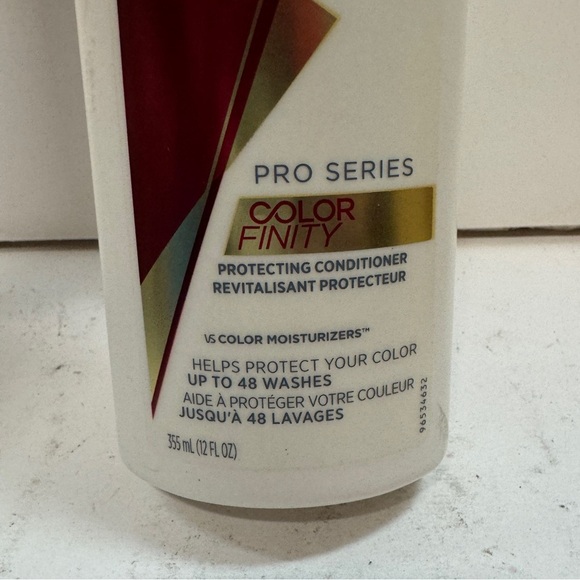 PRO SERIES
COLOR
FINITY
PROTECTING CONDITIONER
REVITALISANT PROTECTEUR
VS COLOR MOISTURIZERS™
HELPS PROTECT YOUR COLOR
UP TO 48 WASHES
AIDE À PROTÉGER VOTRE COULEUR
JUSQU'À 48 LAVAGES
355 mL (12 FL OZ)
96534632